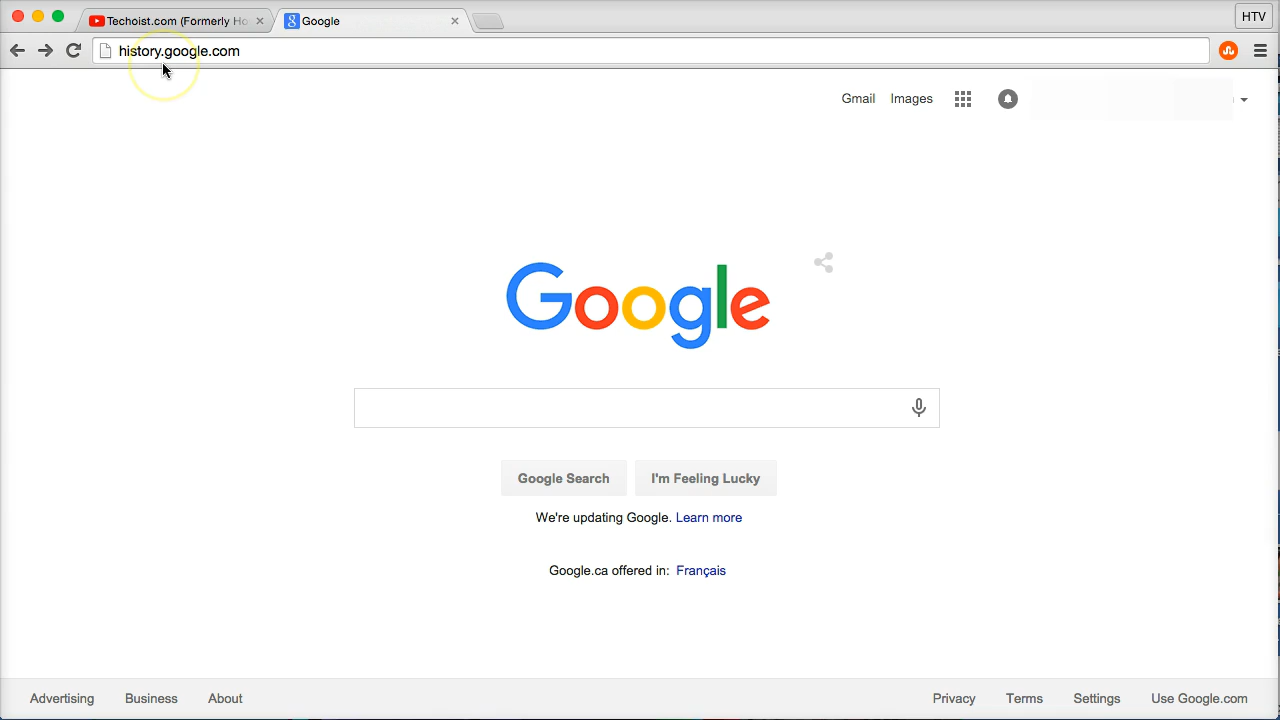 Techoist.com (Formerly Ho
Google
HTV
history.google.com
Gmail Images
Google
Google Search I'm Feeling Lucky
We're updating Google. Learn more
Google.ca offered in: Français
Advertising Business About Privacy Terms Settings Use Google.com